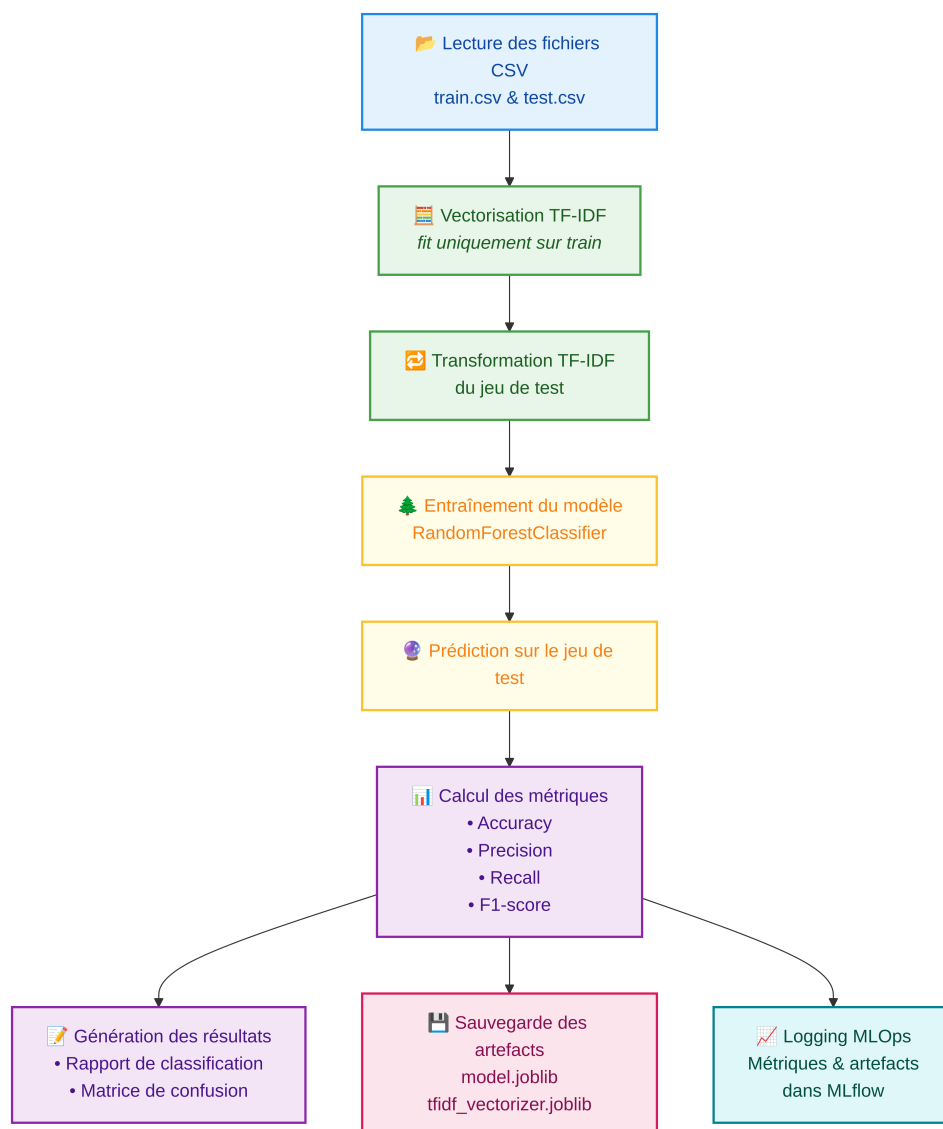 📂 Lecture des fichiers
CSV
train.csv & test.csv
🧮 Vectorisation TF-IDF
fit uniquement sur train
🔁 Transformation TF-IDF
du jeu de test
🌲 Entraînement du modèle
RandomForestClassifier
🔮 Prédiction sur le jeu de
test
📊 Calcul des métriques
• Accuracy
• Precision
• Recall
• F1-score
📝 Génération des résultats
• Rapport de classification
• Matrice de confusion
💾 Sauvegarde des
artefacts
model.joblib
tfidf_vectorizer.joblib
📈 Logging MLOps
Métriques & artefacts
dans MLflow